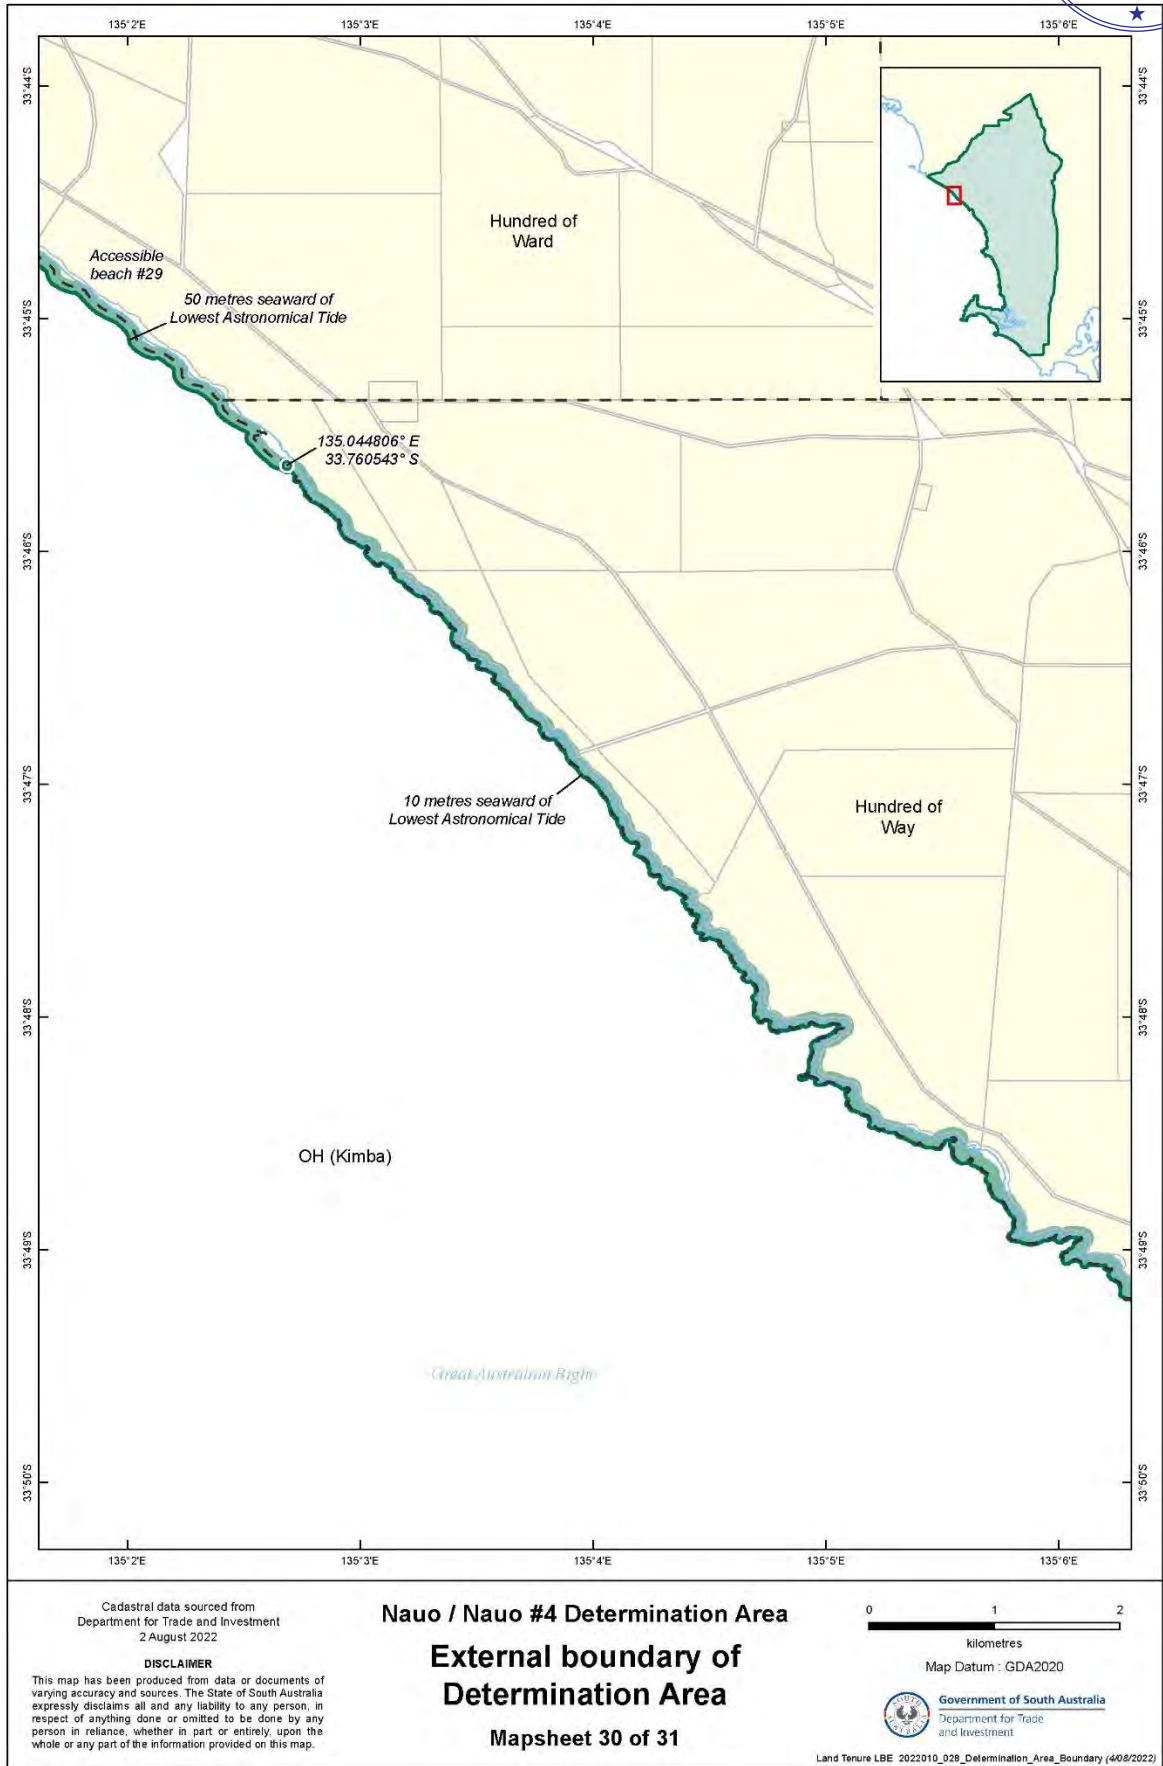 135°2'E
135°3'E
135°4'E
135°5'E
135°6'E
33°44'S
33°44'S
Hundred of
Ward
Accessible
beach #29
50 metres seaward of
Lowest Astronomical Tide
33°45'S
33°45'S
135.044806° E
33.760543° S
33°46'S
33°46'S
33°47'S
33°47'S
10 metres seaward of
Lowest Astronomical Tide
Hundred of
Way
33°48'S
33°48'S
OH (Kimba)
33°49'S
33°49'S
Great Australian Bight
33°50'S
33°50'S
135°2'E
135°3'E
135°4'E
135°5'E
135°6'E
Cadastral data sourced from
Department for Trade and Investment
2 August 2022
DISCLAIMER
This map has been produced from data or documents of
varying accuracy and sources. The State of South Australia
expressly disclaims all and any liability to any person, in
respect of anything done or omitted to be done by any
person in reliance, whether in part or entirely, upon the
whole or any part of the information provided on this map.
Nauo / Nauo #4 Determination Area
External boundary of
Determination Area
Mapsheet 30 of 31
0 1 2
kilometres
Map Datum : GDA2020
SOUTH AUSTRALIA
Government of South Australia
Department for Trade
and Investment
Land Tenure LBE 2022010_028_Determination_Area_Boundary (4/08/2022)